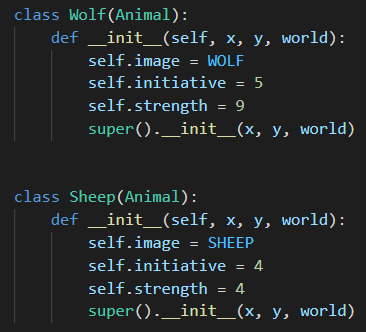 class Wolf(Animal):
    def __init__(self, x, y, world):
        self.image = WOLF
        self.initiative = 5
        self.strength = 9
        super().__init__(x, y, world)
class Sheep(Animal):
    def __init__(self, x, y, world):
        self.image = SHEEP
        self.initiative = 4
        self.strength = 4
        super().__init__(x, y, world)